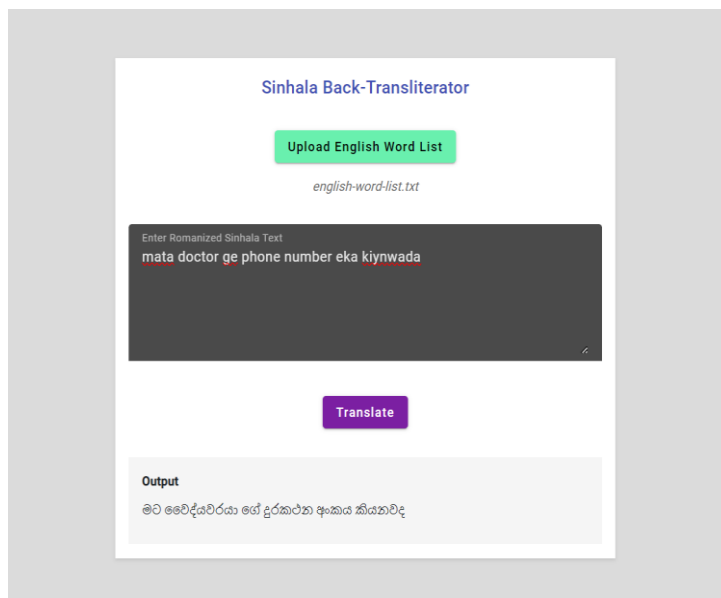 Sinhala Back-Transliterator
Upload English Word List
english-word-list.txt
Enter Romanized Sinhala Text
mata doctor ge phone number eka kiynwada
Translate
Output
මට වෛද්යවරයා ගේ දුරකථන අංකය කියනවද